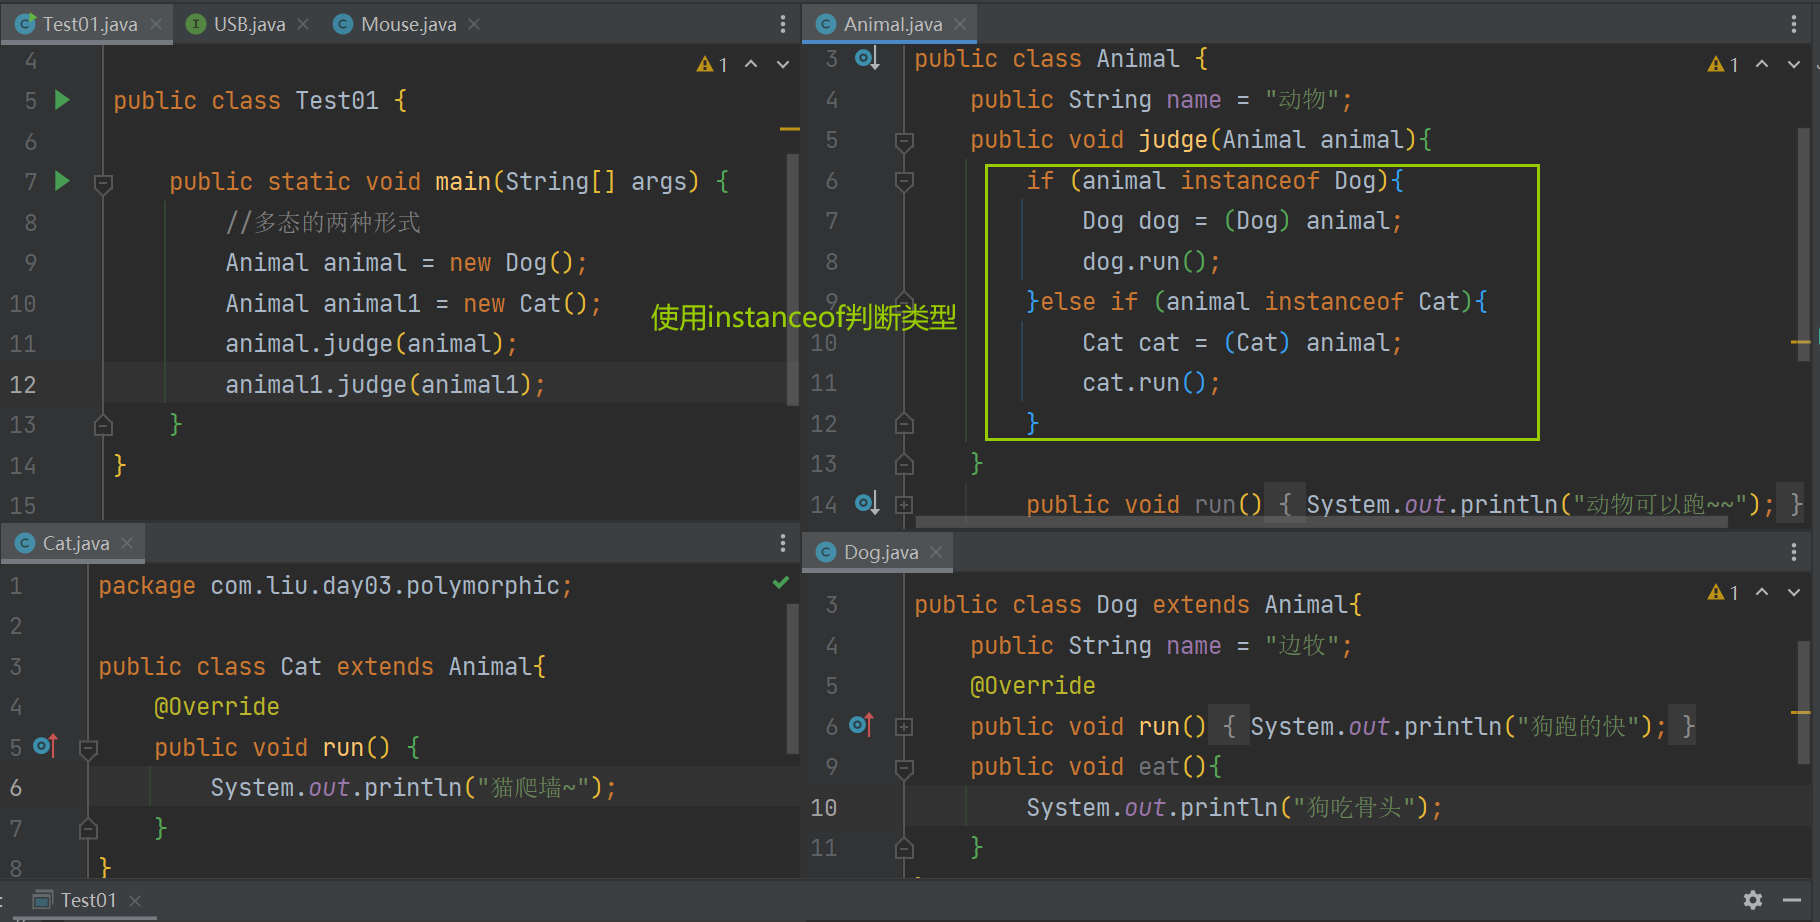 Test01.java
USB.java
Mouse.java
1
4
5 public class Test01 {
6
7 public static void main(String[] args) {
8 //多态的两种形式
9 Animal animal = new Dog();
10 Animal animal1 = new Cat();
11 animal.judge(animal);
12 animal1.judge(animal1);
13 }
14 }
15
使用instanceof判断类型
Animal.java
1
3 public class Animal {
4 public String name = "动物";
5 public void judge(Animal animal){
6 if (animal instanceof Dog){
7 Dog dog = (Dog) animal;
8 dog.run();
9 }else if (animal instanceof Cat){
10 Cat cat = (Cat) animal;
11 cat.run();
12 }
13 }
14 public void run() { System.out.println("动物可以跑~~"); }
Cat.java
1 package com.liu.day03.polymorphic;
2
3 public class Cat extends Animal{
4 @Override
5 public void run() {
6 System.out.println("猫爬墙~");
7 }
8 }
Dog.java
1
3 public class Dog extends Animal{
4 public String name = "边牧";
5 @Override
6 public void run() { System.out.println("狗跑的快"); }
9 public void eat(){
10 System.out.println("狗吃骨头");
11 }
Test01